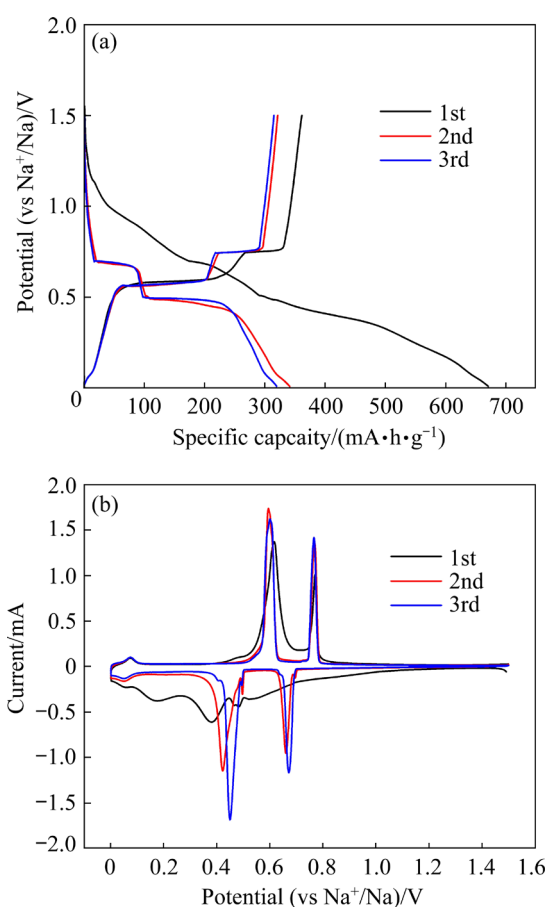 (a)
2.0
1.5
1.0
0.5
0
Potential (vs Na⁺/Na)/V
1st
2nd
3rd
100 200 300 400 500 600 700
Specific capcaity/(mA•h•g⁻¹)
(b)
2.0
1.5
1.0
0.5
0
−0.5
−1.0
−1.5
−2.0
Current/mA
1st
2nd
3rd
0 0.2 0.4 0.6 0.8 1.0 1.2 1.4 1.6
Potential (vs Na⁺/Na)/V